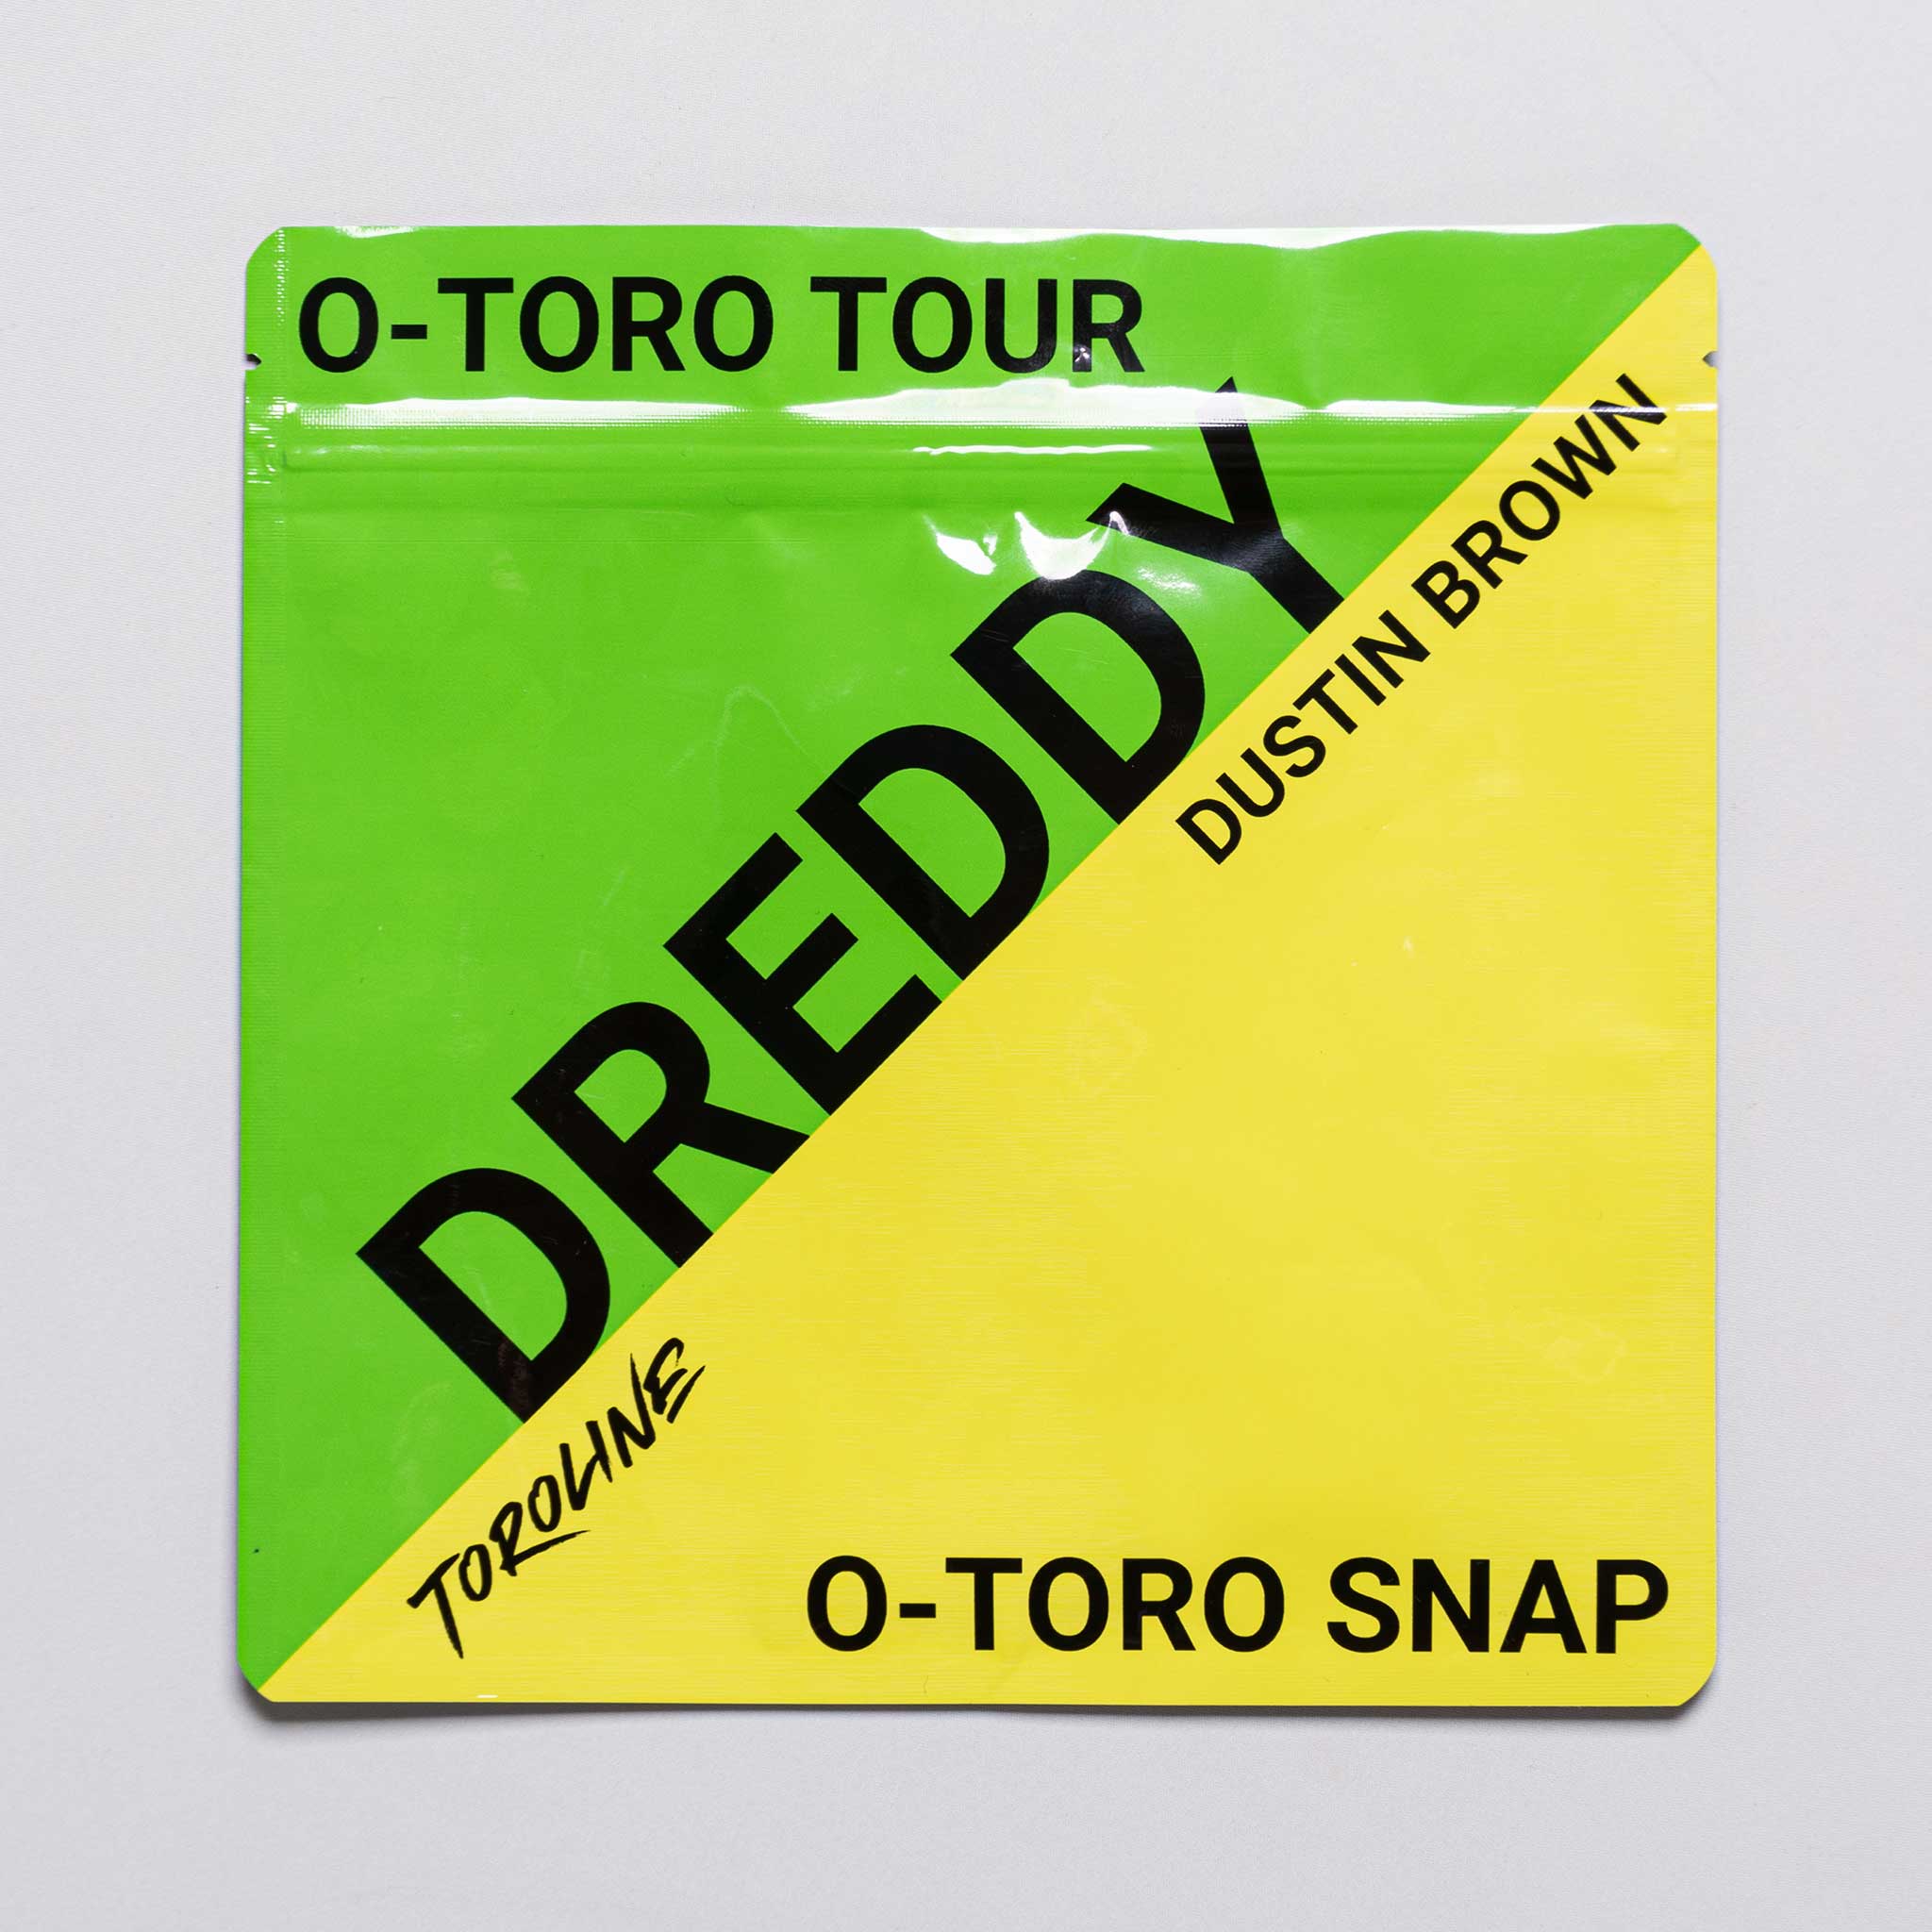 O-TORO TOUR
DREDDY
DUSTIN BROWN
TOROLINE
O-TORO SNAP